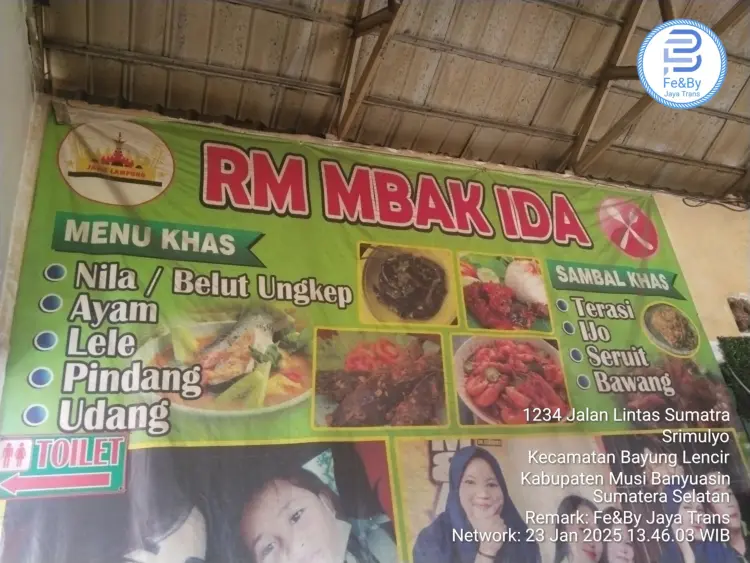 Fe&By
Jaya Trans
JAWO LAMPUNG
RM MBAK IDA
MENU KHAS
Nila / Belut Ungkep
Ayam
Lele
Pindang
Udang
SAMBAL KHAS
Terasi
IJo
Seruit
Bawang
TOILET
1234 Jalan Lintas Sumatra
Srimulyo
Kecamatan Bayung Lencir
Kabupaten Musi Banyuasin
Sumatera Selatan
Remark: Fe&By Jaya Trans
Network: 23 Jan 2025 13.46.03 WIB